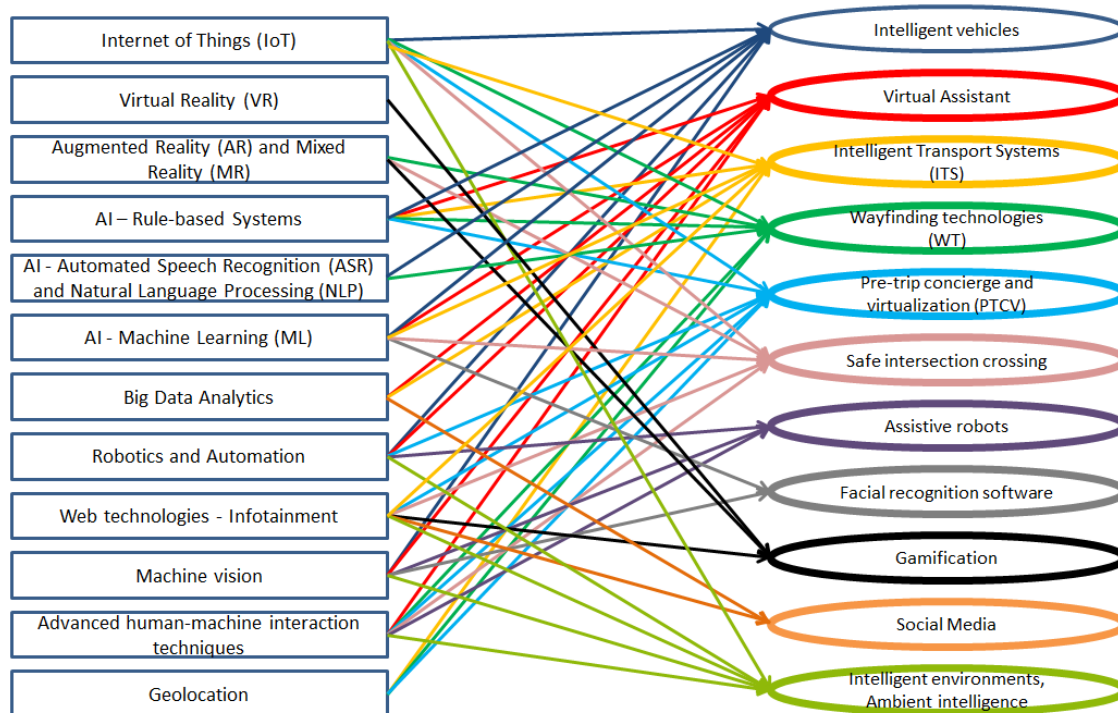 Internet of Things (IoT)
Virtual Reality (VR)
Augmented Reality (AR) and Mixed
Reality (MR)
AI – Rule-based Systems
AI - Automated Speech Recognition (ASR)
and Natural Language Processing (NLP)
AI - Machine Learning (ML)
Big Data Analytics
Robotics and Automation
Web technologies - Infotainment
Machine vision
Advanced human-machine interaction
techniques
Geolocation
Intelligent vehicles
Virtual Assistant
Intelligent Transport Systems
(ITS)
Wayfinding technologies
(WT)
Pre-trip concierge and
virtualization (PTCV)
Safe intersection crossing
Assistive robots
Facial recognition software
Gamification
Social Media
Intelligent environments,
Ambient intelligence